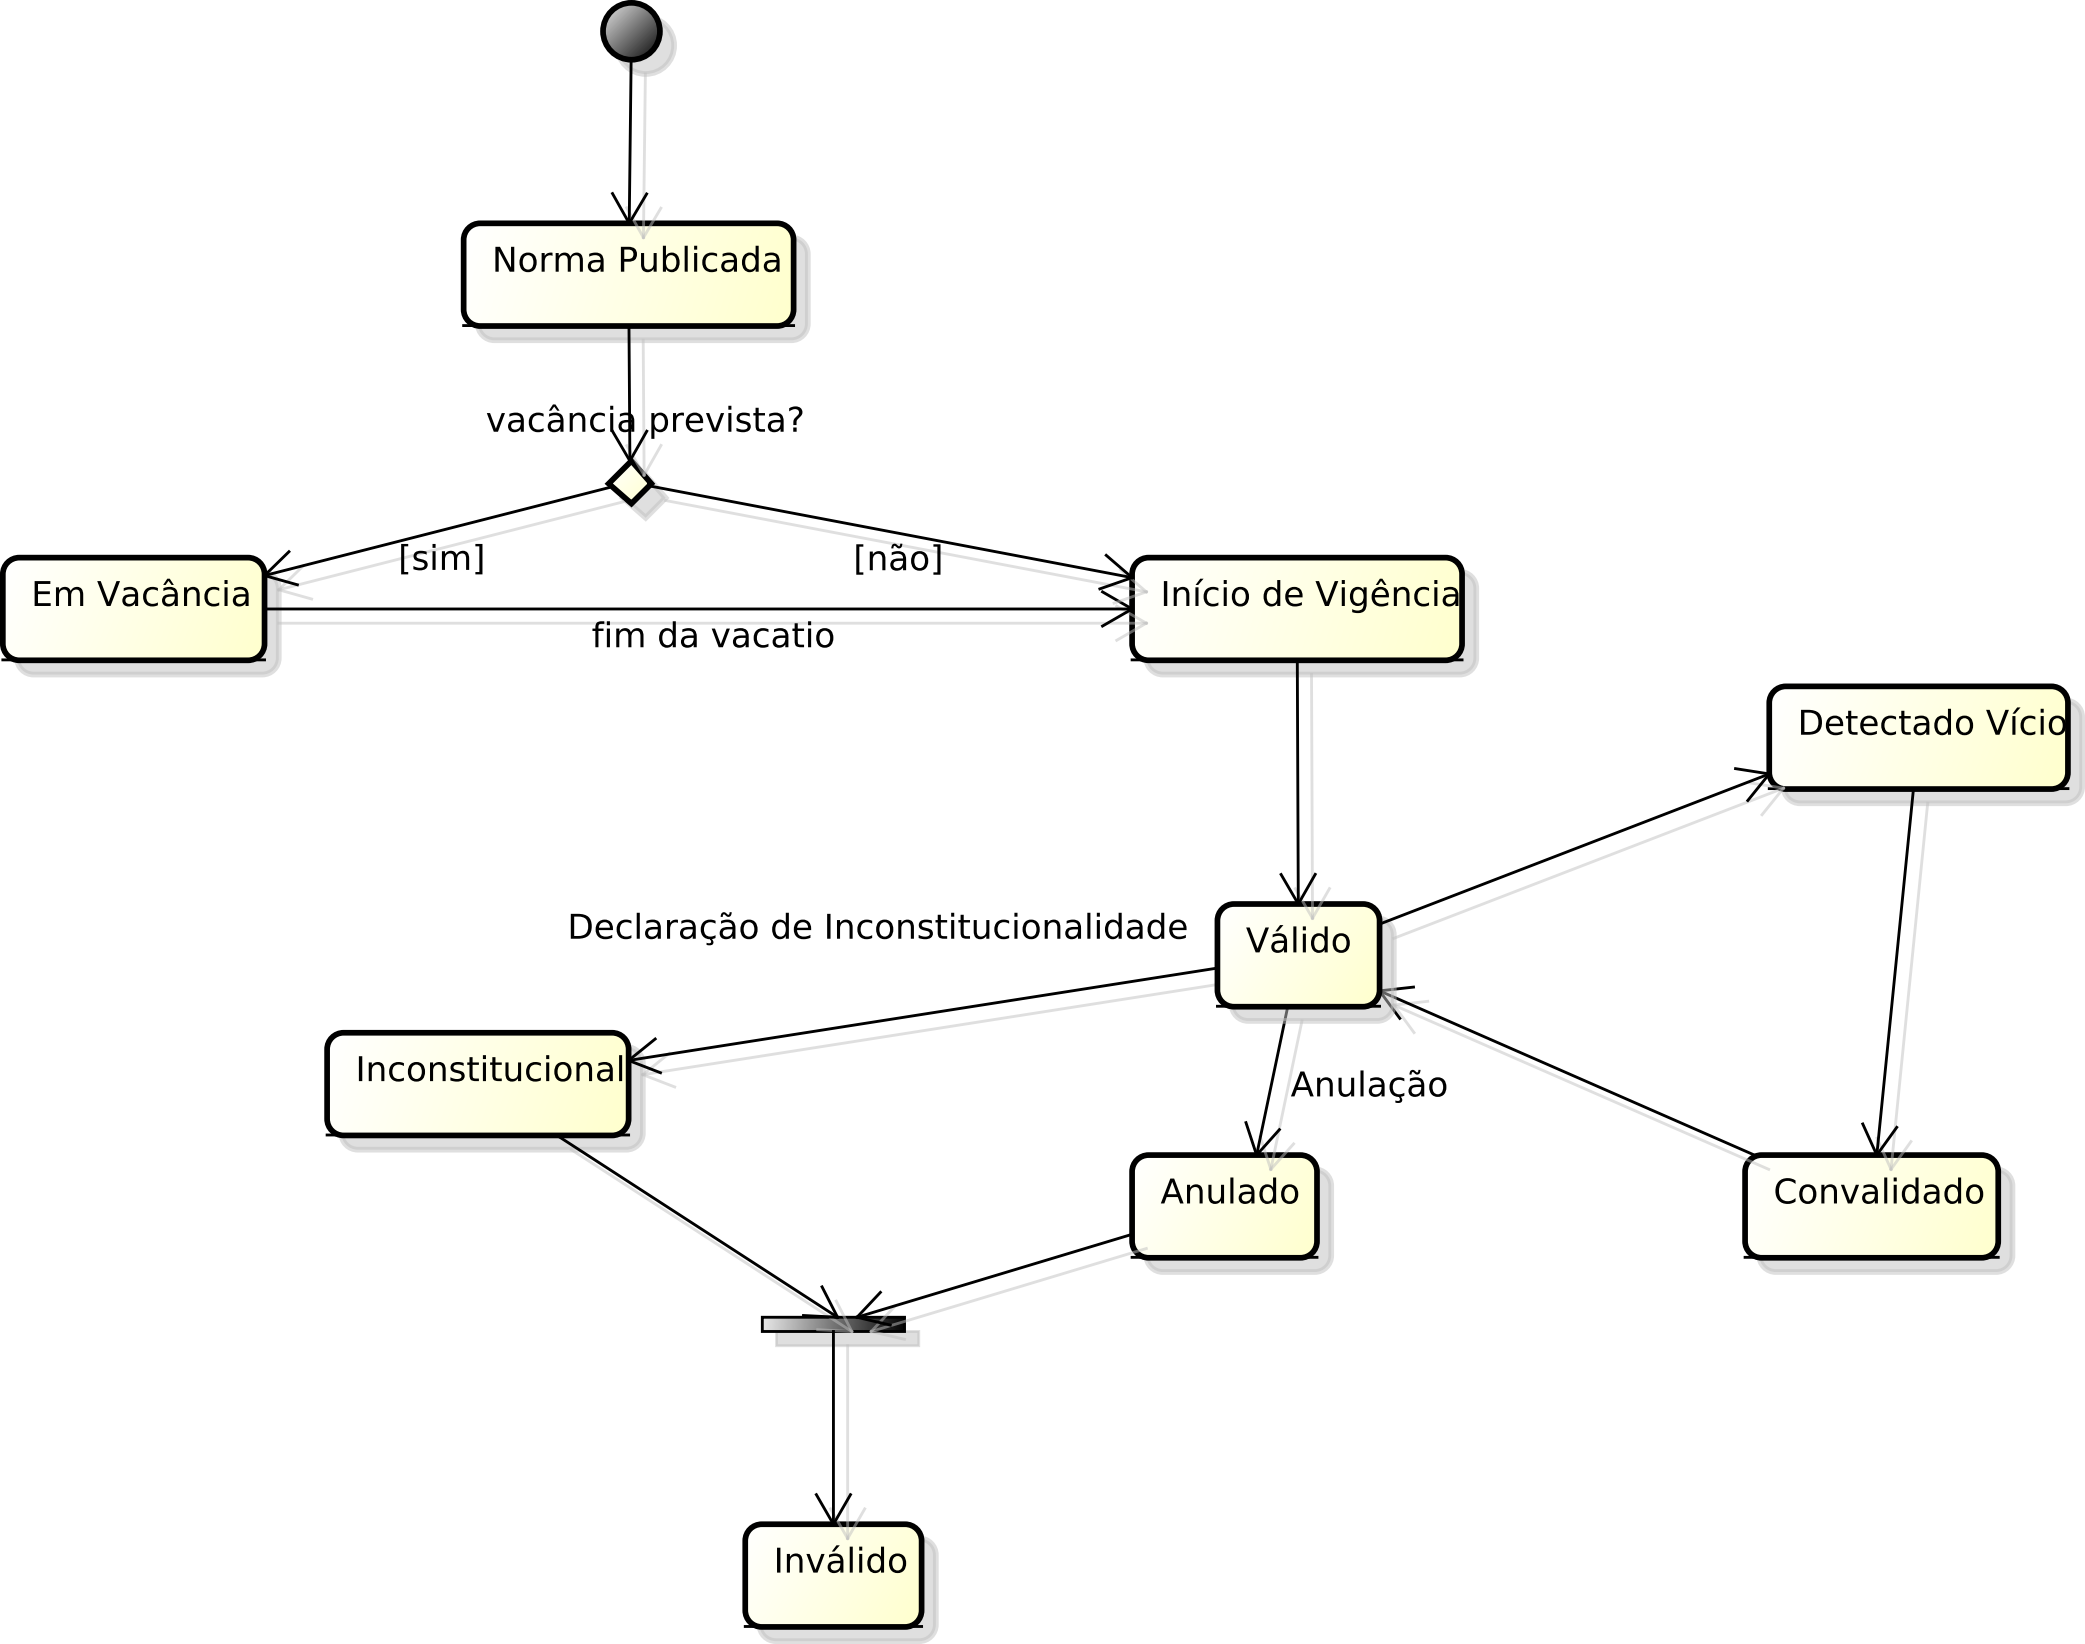 Norma Publicada
vacância prevista?
[sim]
[não]
Em Vacância
Início de Vigência
fim da vacatio
Detectado Vício
Declaração de Inconstitucionalidade
Válido
Inconstitucional
Anulação
Anulado
Convalidado
Inválido